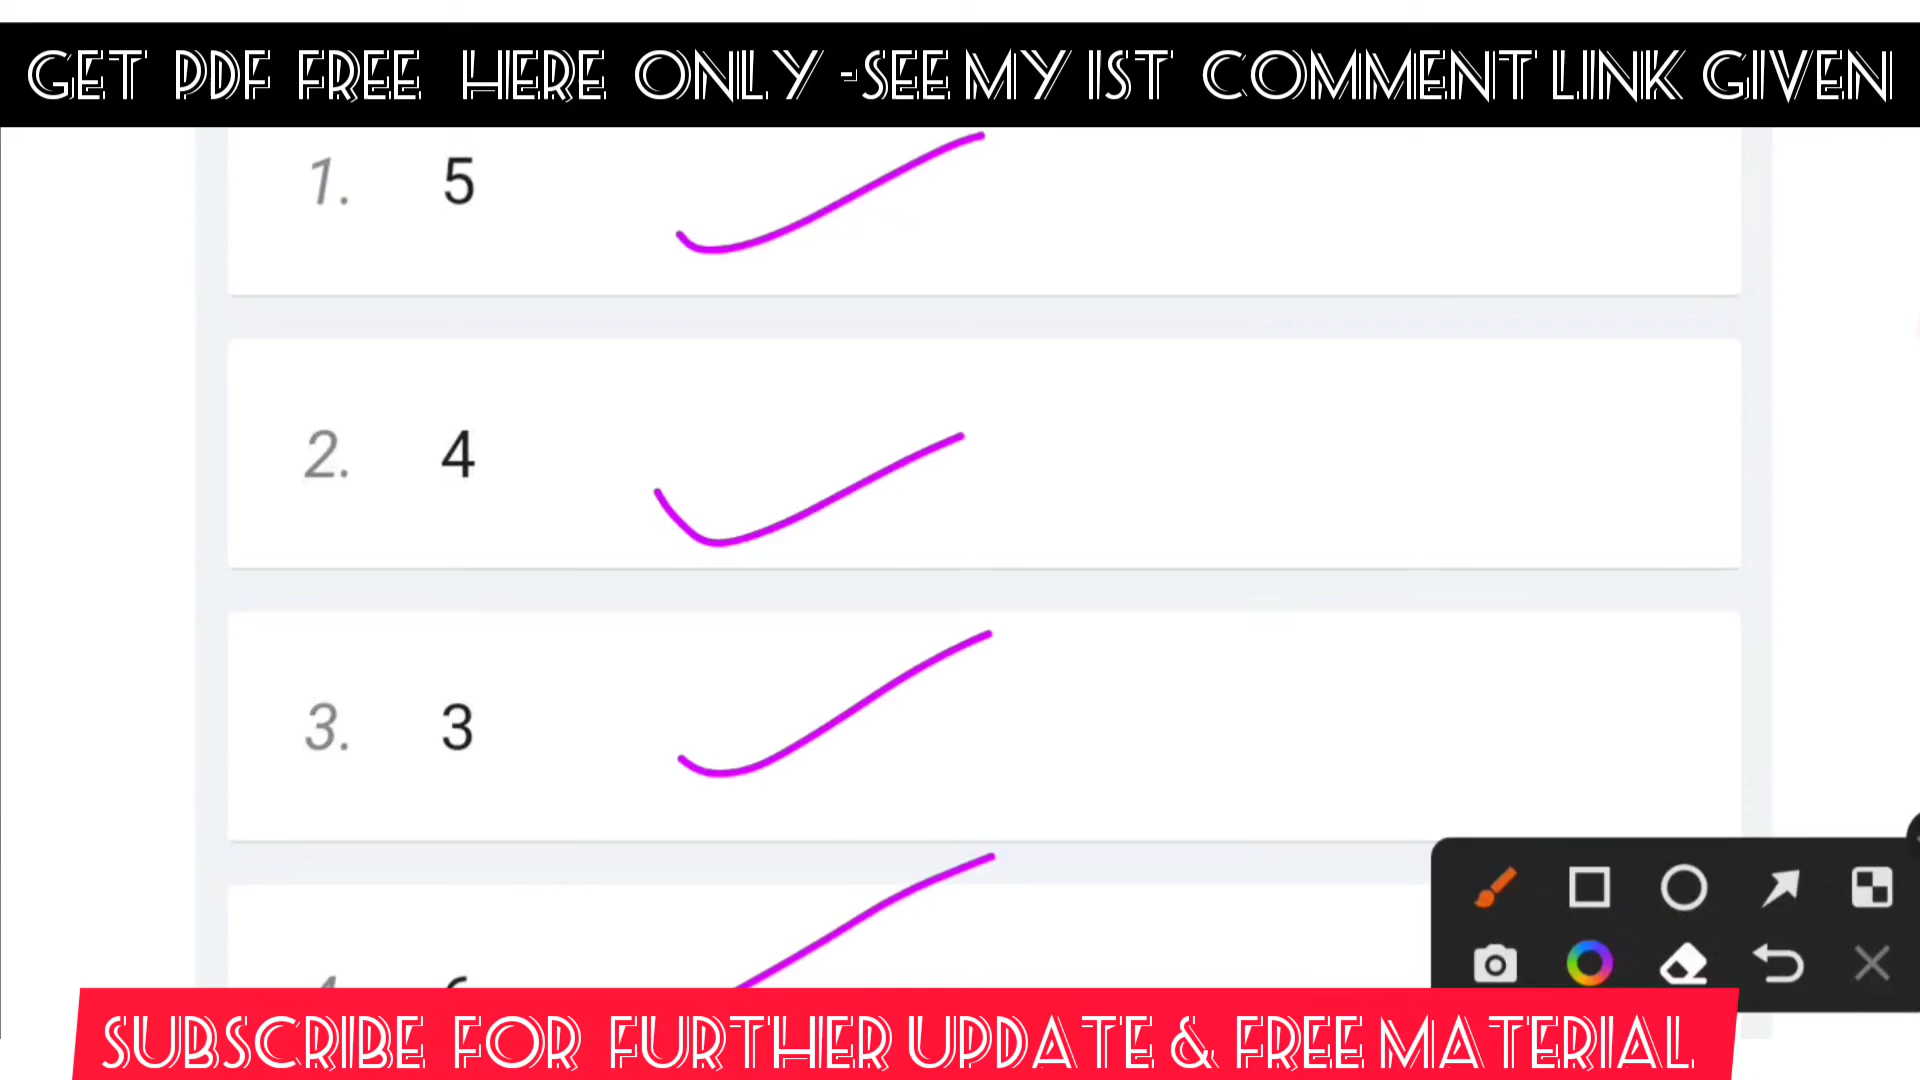 GET PDF FREE HERE ONLY -SEE MY IST COMMENT LINK GIVEN
1. 5
2. 4
3. 3
SUBSCRIBE FOR FURTHER UPDATE & FREE MATERIAL